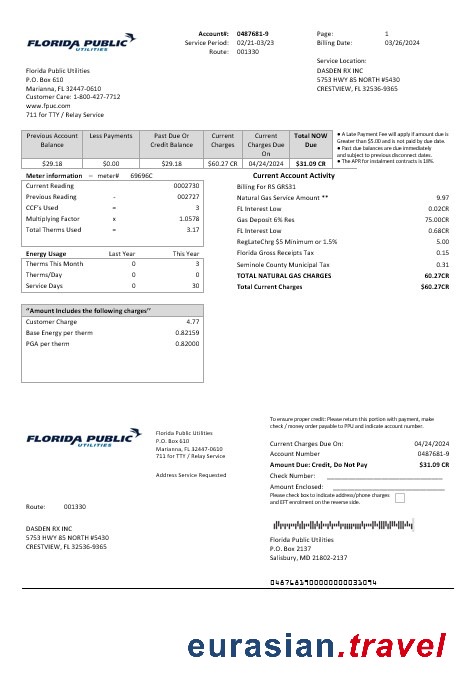 FLORIDA PUBLIC
UTILITIES
Account#: 0487681-9
Service Period: 02/21-03/23
Route: 001330
Page: 1
Billing Date: 03/26/2024
Service Location:
DASDEN RX INC
5753 HWY 85 NORTH #5430
CRESTVIEW, FL 32536-9365
Florida Public Utilities
P.O. Box 610
Marianna, FL 32447-0610
Customer Care: 1-800-427-7712
www.fpuc.com
711 for TTY / Relay Service
Previous Account Balance Less Payments Past Due Or Credit Balance Current Charges Current Charges Due On Total NOW Due
$29.18 $0.00 $29.18 $60.27 CR 04/24/2024 $31.09 CR
• A Late Payment Fee will apply if amount due is
Greater than $5.00 and is not paid by due date.
• Past due balances are due immediately
and subject to previous disconnect dates.
• The APR for instalment contracts is 18%.
Meter information – meter# 69696C
Current Reading 0002730
Previous Reading - 002727
CCF's Used = 3
Multiplying Factor x 1.0578
Total Therms Used = 3.17
Energy Usage Last Year This Year
Therms This Month 0 3
Therms/Day 0 0
Service Days 0 30
"Amount Includes the following charges"
Customer Charge 4.77
Base Energy per therm 0.82159
PGA per therm 0.82000
Current Account Activity
Billing For RS GRS31
Natural Gas Service Amount ** 9.97
FL Interest Low 0.02CR
Gas Deposit 6% Res 75.00CR
FL Interest Low 0.68CR
RegLateChrg $5 Minimum or 1.5% 5.00
Florida Gross Receipts Tax 0.15
Seminole County Municipal Tax 0.31
TOTAL NATURAL GAS CHARGES 60.27CR
Total Current Charges $60.27CR
FLORIDA PUBLIC
UTILITIES
Florida Public Utilities
P.O. Box 610
Marianna, FL 32447-0610
711 for TTY / Relay Service
Address Service Requested
To ensure proper credit: Please return this portion with payment, make
check / money order payable to PPU and indicate account number.
Current Charges Due On: 04/24/2024
Account Number 0487681-9
Amount Due: Credit, Do Not Pay $31.09 CR
Check Number:
Amount Enclosed:
Please check box to indicate address/phone charges
and EFT enrolment on the reverse side.
Route: 001330
DASDEN RX INC
5753 HWY 85 NORTH #5430
CRESTVIEW, FL 32536-9365
Florida Public Utilities
P.O. Box 2137
Salisbury, MD 21802-2137
eurasian.travel